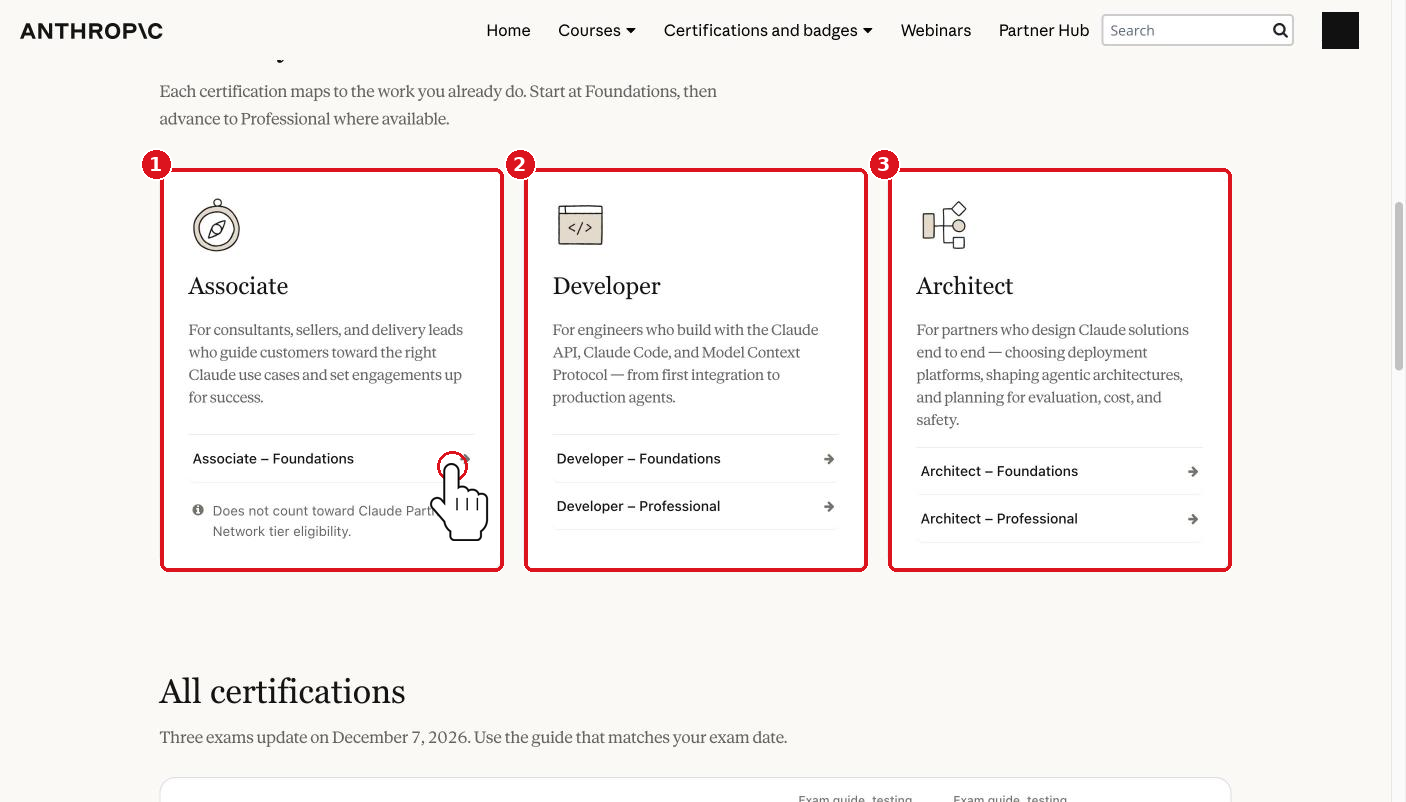 ANTHROP\C
Home
Courses
Certifications and badges
Webinars
Partner Hub
Search
Each certification maps to the work you already do. Start at Foundations, then
advance to Professional where available.
1
Associate
For consultants, sellers, and delivery leads
who guide customers toward the right
Claude use cases and set engagements up
for success.
Associate – Foundations
Does not count toward Claude
Network tier eligibility.
2
Developer
</>
For engineers who build with the Claude
API, Claude Code, and Model Context
Protocol — from first integration to
production agents.
Developer – Foundations
Developer – Professional
3
Architect
For partners who design Claude solutions
end to end — choosing deployment
platforms, shaping agentic architectures,
and planning for evaluation, cost, and
safety.
Architect – Foundations
Architect – Professional
All certifications
Three exams update on December 7, 2026. Use the guide that matches your exam date.
Exam guide, testing
Exam guide, testing